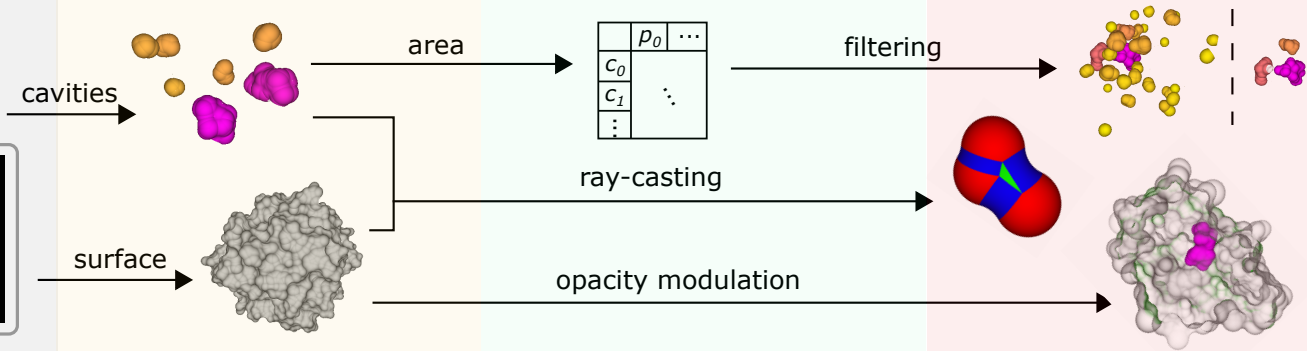 cavities
area
p0 ⋯
c0
c1
⋮
⋱
filtering
ray-casting
surface
opacity modulation